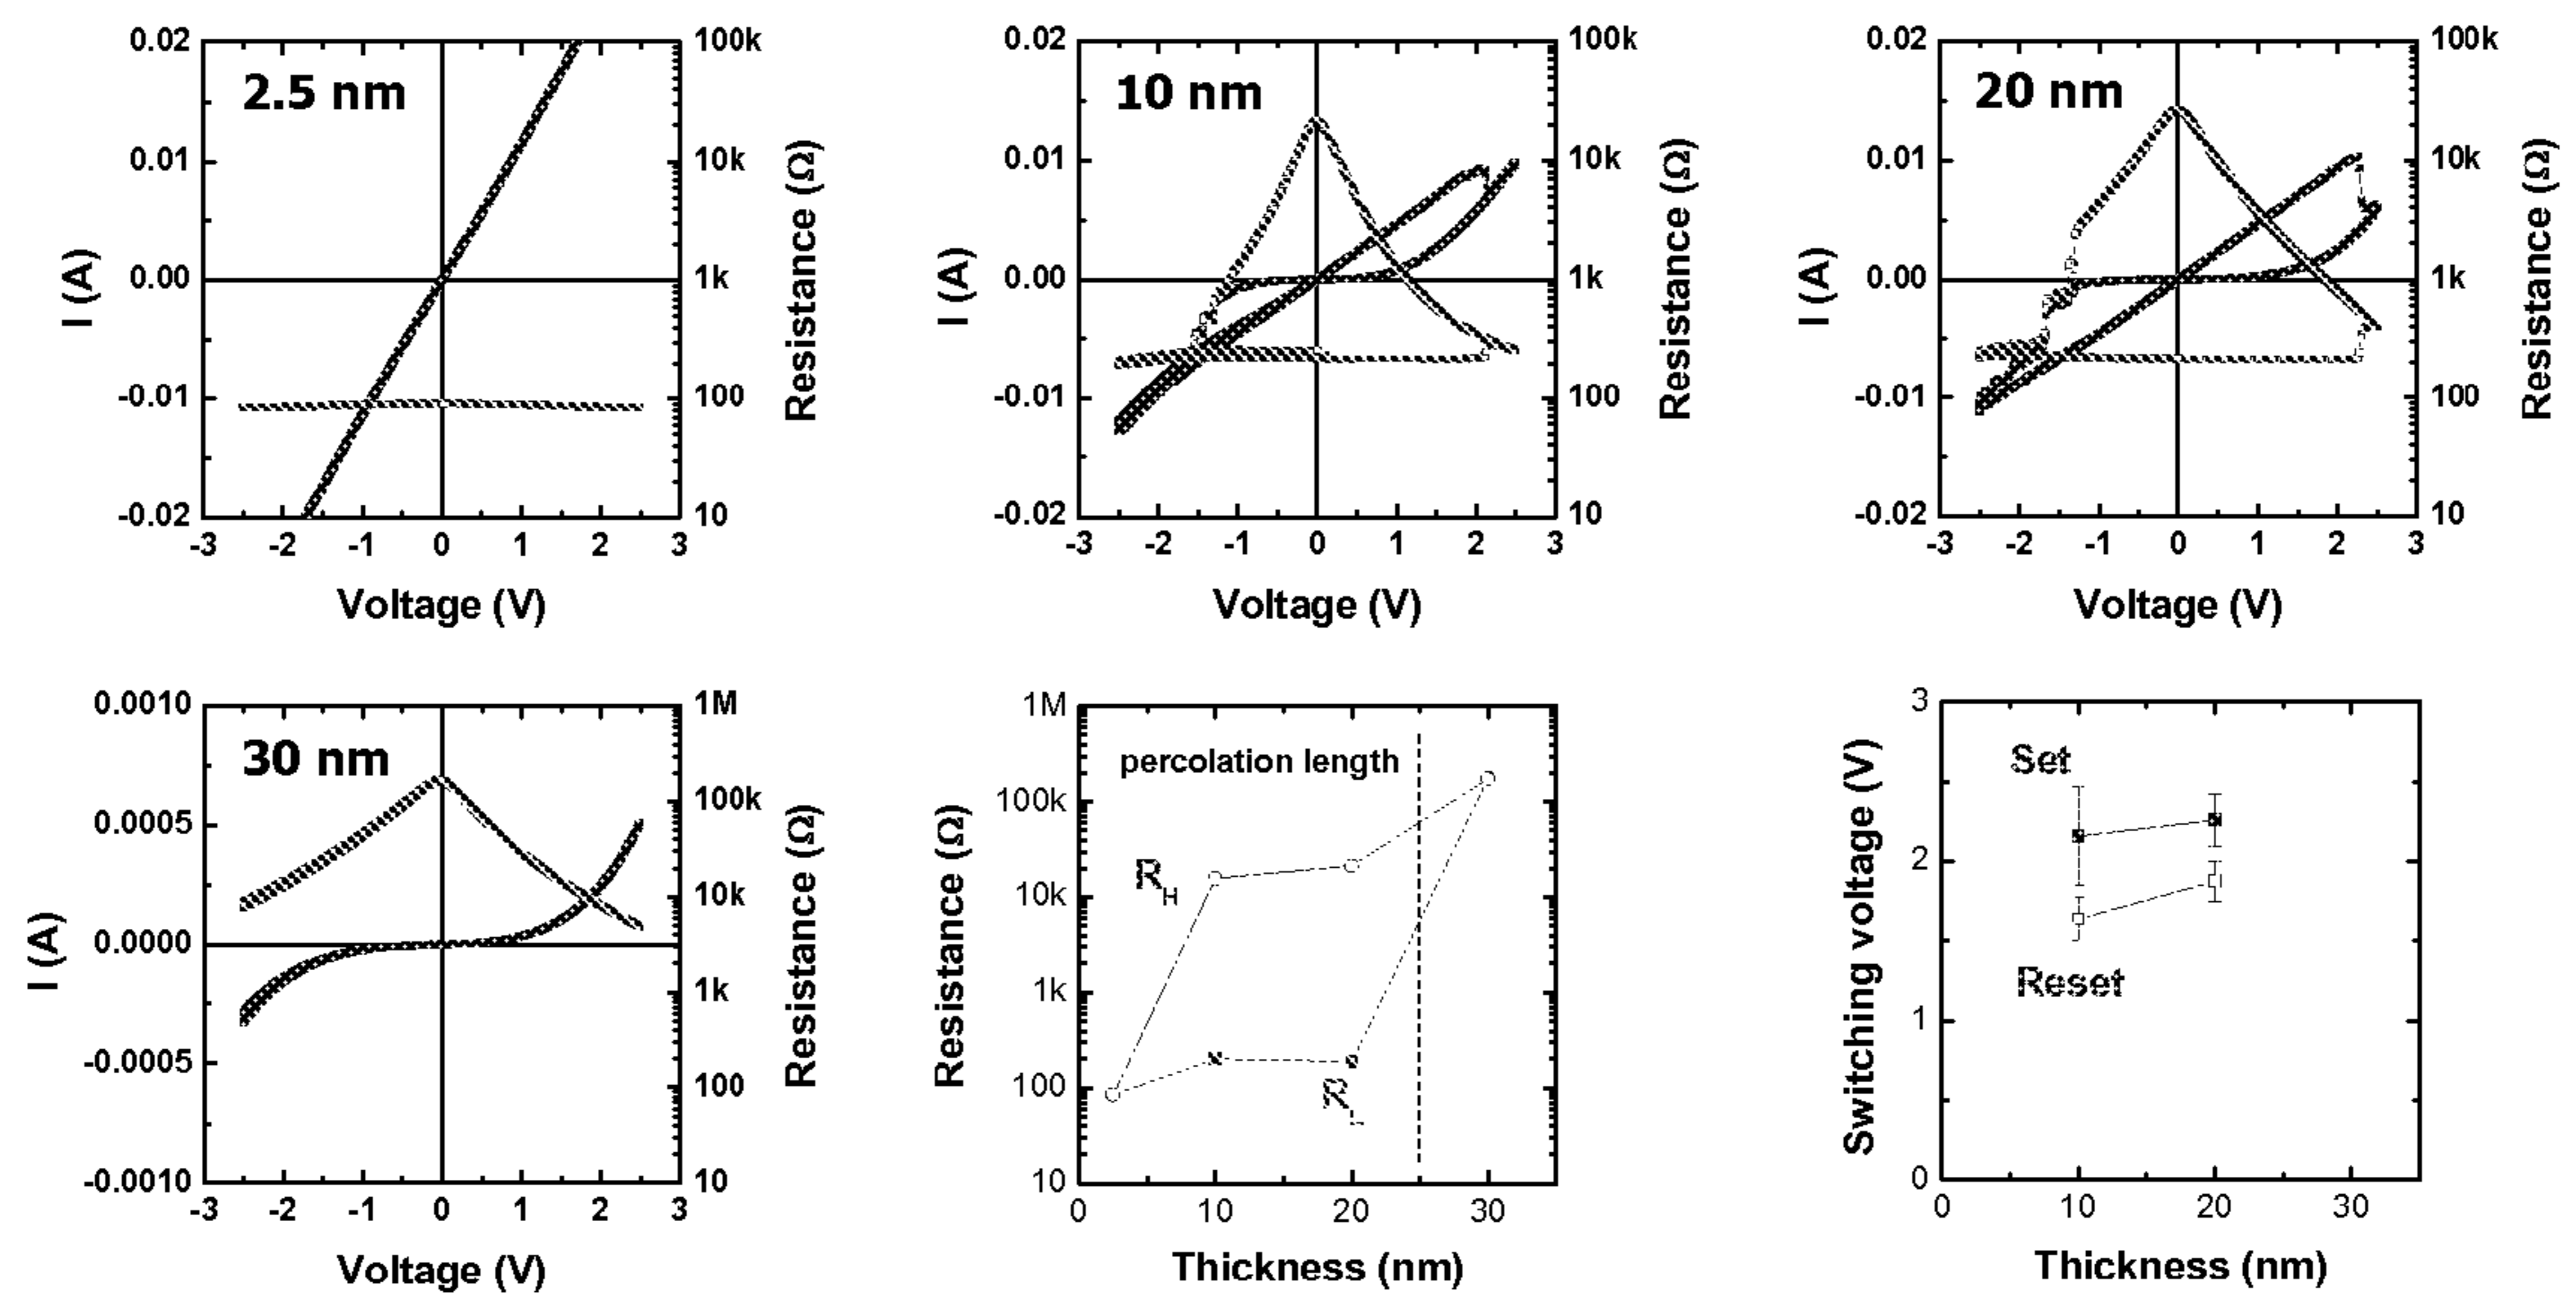 2.5 nm
I (A)
0.02
0.01
0.00
-0.01
-0.02
-3 -2 -1 0 1 2 3
Voltage (V)
100k
10k
1k
100
10
Resistance (Ω)
10 nm
I (A)
0.02
0.01
0.00
-0.01
-0.02
-3 -2 -1 0 1 2 3
Voltage (V)
100k
10k
1k
100
10
Resistance (Ω)
20 nm
I (A)
0.02
0.01
0.00
-0.01
-0.02
-3 -2 -1 0 1 2 3
Voltage (V)
100k
10k
1k
100
10
Resistance (Ω)
30 nm
I (A)
0.0010
0.0005
0.0000
-0.0005
-0.0010
-3 -2 -1 0 1 2 3
Voltage (V)
1M
100k
10k
1k
100
10
Resistance (Ω)
Resistance (Ω)
1M
100k
10k
1k
100
10
percolation length
RH
R
0 10 20 30
Thickness (nm)
Switching voltage (V)
3
2
1
0
Set
Reset
0 10 20 30
Thickness (nm)